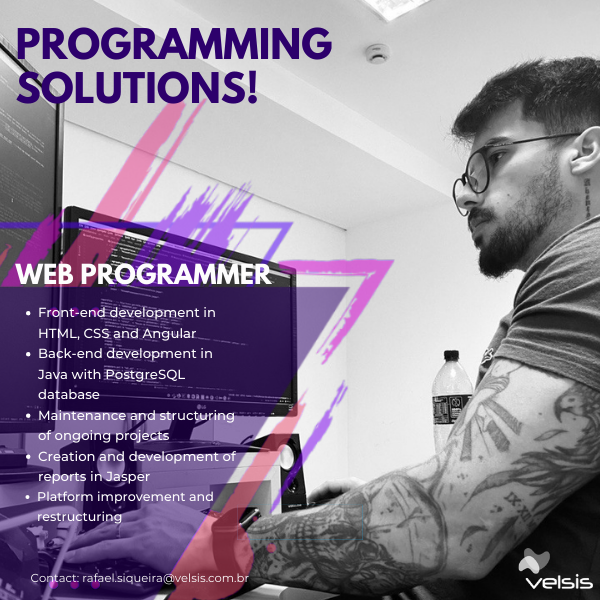 PROGRAMMING
SOLUTIONS!
WEB PROGRAMMER
• Front-end development in
HTML, CSS and Angular
• Back-end development in
Java with PostgreSQL
database
• Maintenance and structuring
of ongoing projects
• Creation and development of
reports in Jasper
• Platform improvement and
restructuring
Contact: rafael.siqueira@velsis.com.br
velsis